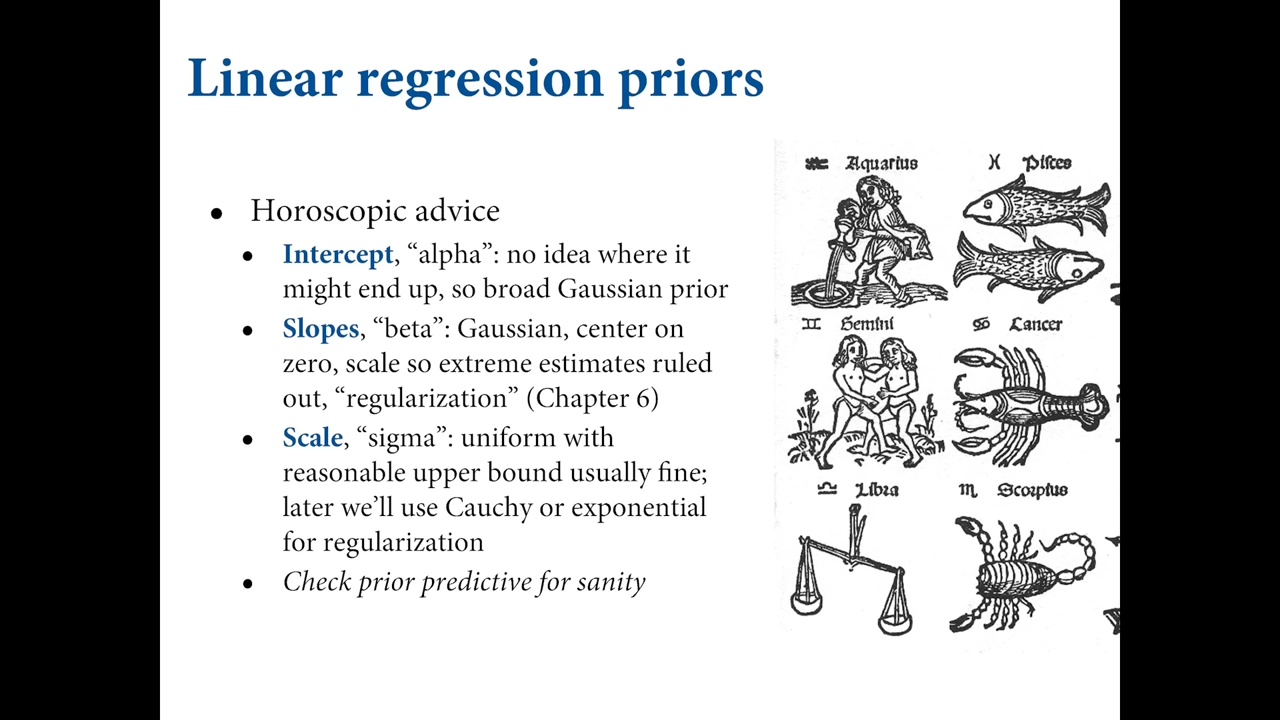 Linear regression priors
• Horoscopic advice
• Intercept, “alpha”: no idea where it
might end up, so broad Gaussian prior
• Slopes, “beta”: Gaussian, center on
zero, scale so extreme estimates ruled
out, “regularization” (Chapter 6)
• Scale, “sigma”: uniform with
reasonable upper bound usually fine;
later we’ll use Cauchy or exponential
for regularization
• Check prior predictive for sanity
♒ Aquarius ♓ Pisces
♊ Gemini ♋ Cancer
♎ Libra ♏ Scorpius